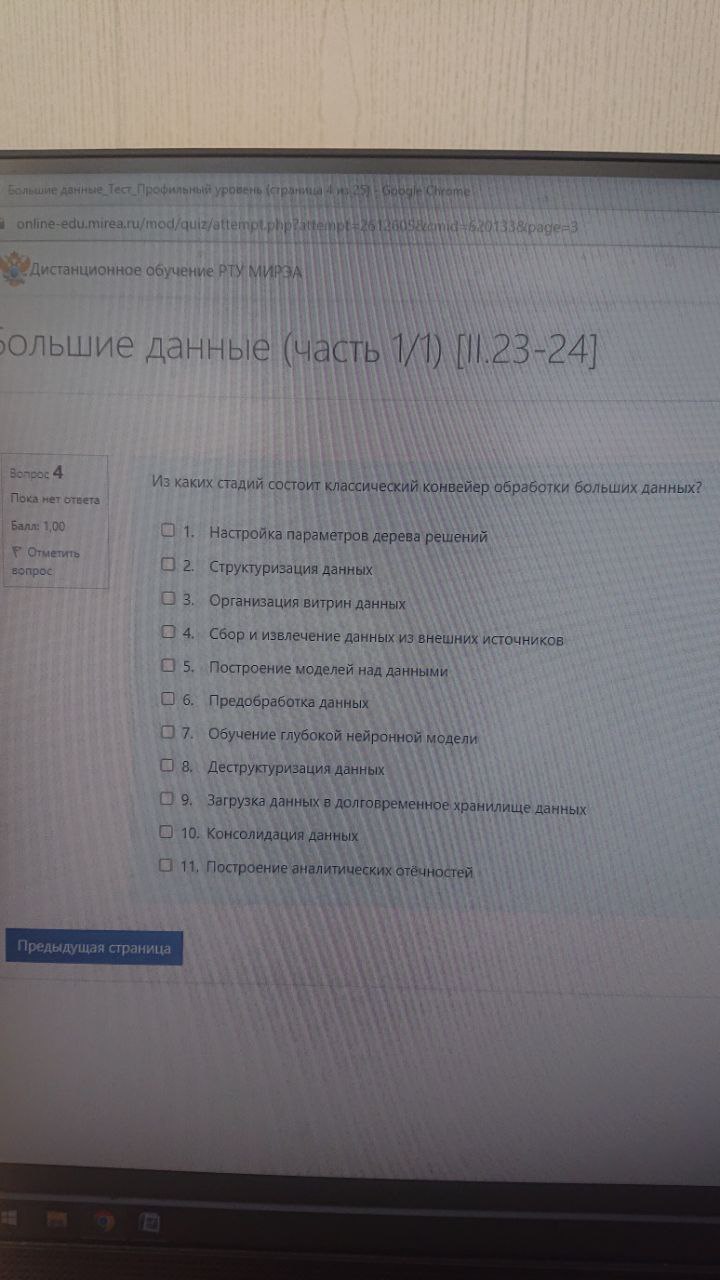 Большие данные_Тест_Профильный уровень (страница 4 из 25) - Google Chrome
online-edu.mirea.ru/mod/quiz/attempt.php?attempt=2612605&cmid=620133&page=3
Дистанционное обучение РТУ МИРЭА
Большие данные (часть 1/1) [II.23-24]
Вопрос 4
Пока нет ответа
Балл: 1,00
Отметить
вопрос
Из каких стадий состоит классический конвейер обработки больших данных?
1. Настройка параметров дерева решений
2. Структуризация данных
3. Организация витрин данных
4. Сбор и извлечение данных из внешних источников
5. Построение моделей над данными
6. Предобработка данных
7. Обучение глубокой нейронной модели
8. Деструктуризация данных
9. Загрузка данных в долговременное хранилище данных
10. Консолидация данных
11. Построение аналитических отёчностей
Предыдущая страница